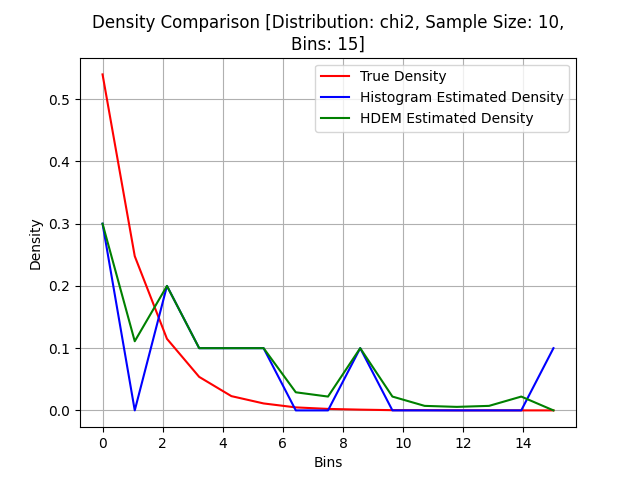 Density Comparison [Distribution: chi2, Sample Size: 10,
Bins: 15]
True Density
Histogram Estimated Density
HDEM Estimated Density
Density
0.5
0.4
0.3
0.2
0.1
0.0
0 2 4 6 8 10 12 14
Bins